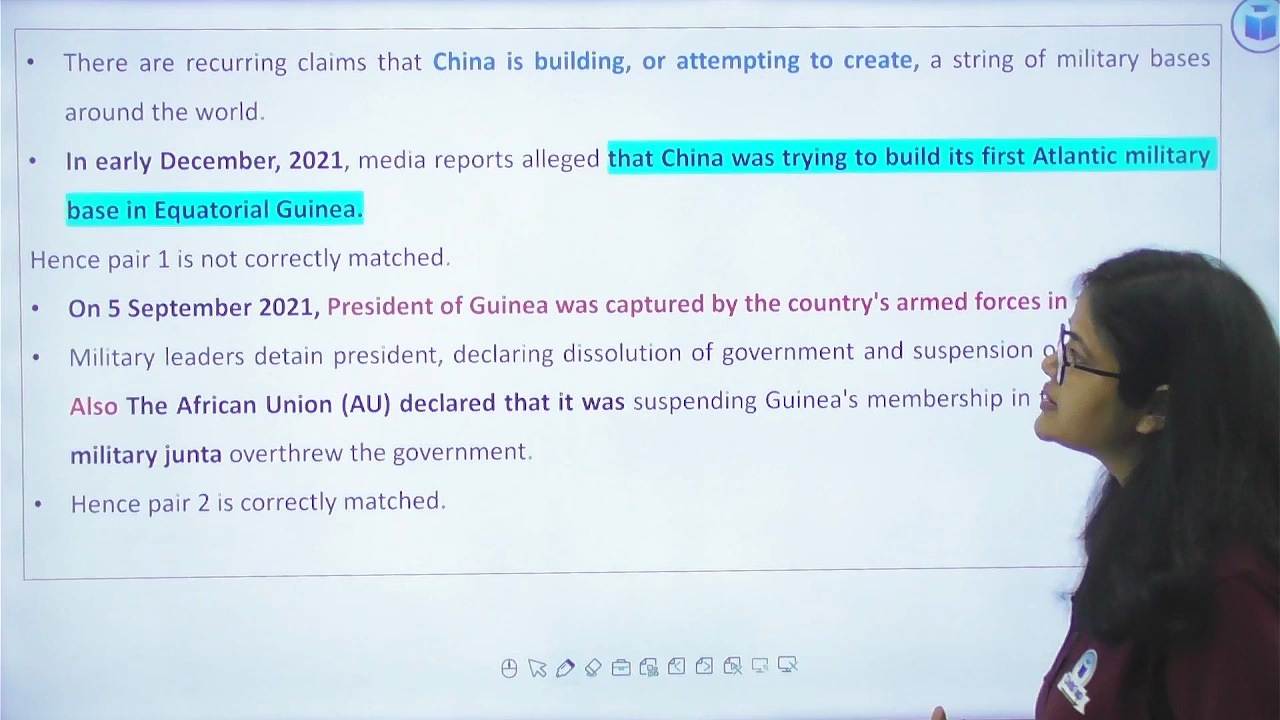 • There are recurring claims that China is building, or attempting to create, a string of military bases
around the world.
• In early December, 2021, media reports alleged that China was trying to build its first Atlantic military
base in Equatorial Guinea.
Hence pair 1 is not correctly matched.
• On 5 September 2021, President of Guinea was captured by the country's armed forces in
• Military leaders detain president, declaring dissolution of government and suspension
Also The African Union (AU) declared that it was suspending Guinea's membership in
military junta overthrew the government.
• Hence pair 2 is correctly matched.